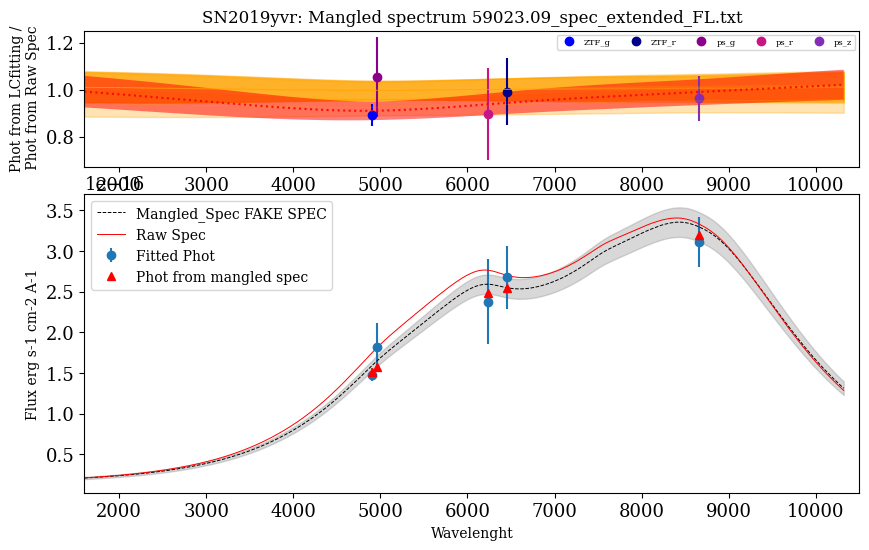 SN2019yvr: Mangled spectrum 59023.09_spec_extended_FL.txt
Phot from LCfitting /
Phot from Raw Spec
1.2
1.0
0.8
ZTF_g ZTF_r ps_g ps_r ps_z
2000 3000 4000 5000 6000 7000 8000 9000 10000
1e−16
Flux erg s-1 cm-2 A-1
3.5
3.0
2.5
2.0
1.5
1.0
0.5
Mangled_Spec FAKE SPEC
Raw Spec
Fitted Phot
Phot from mangled spec
2000 3000 4000 5000 6000 7000 8000 9000 10000
Wavelenght